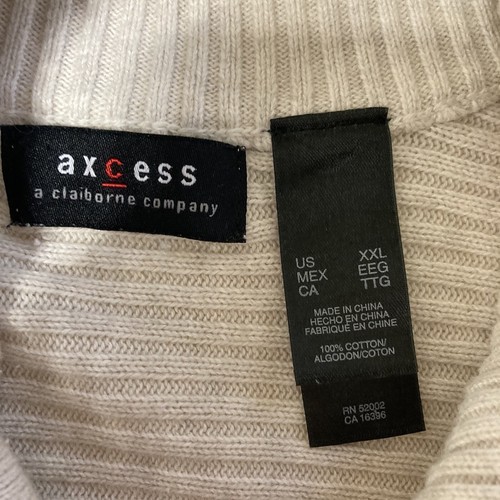 axcess
a claiborne company
US XXL
MEX EEG
CA TTG
MADE IN CHINA
HECHO EN CHINA
FABRIQUÉ EN CHINE
100% COTTON/
ALGODON/COTON
RN 52002
CA 16396